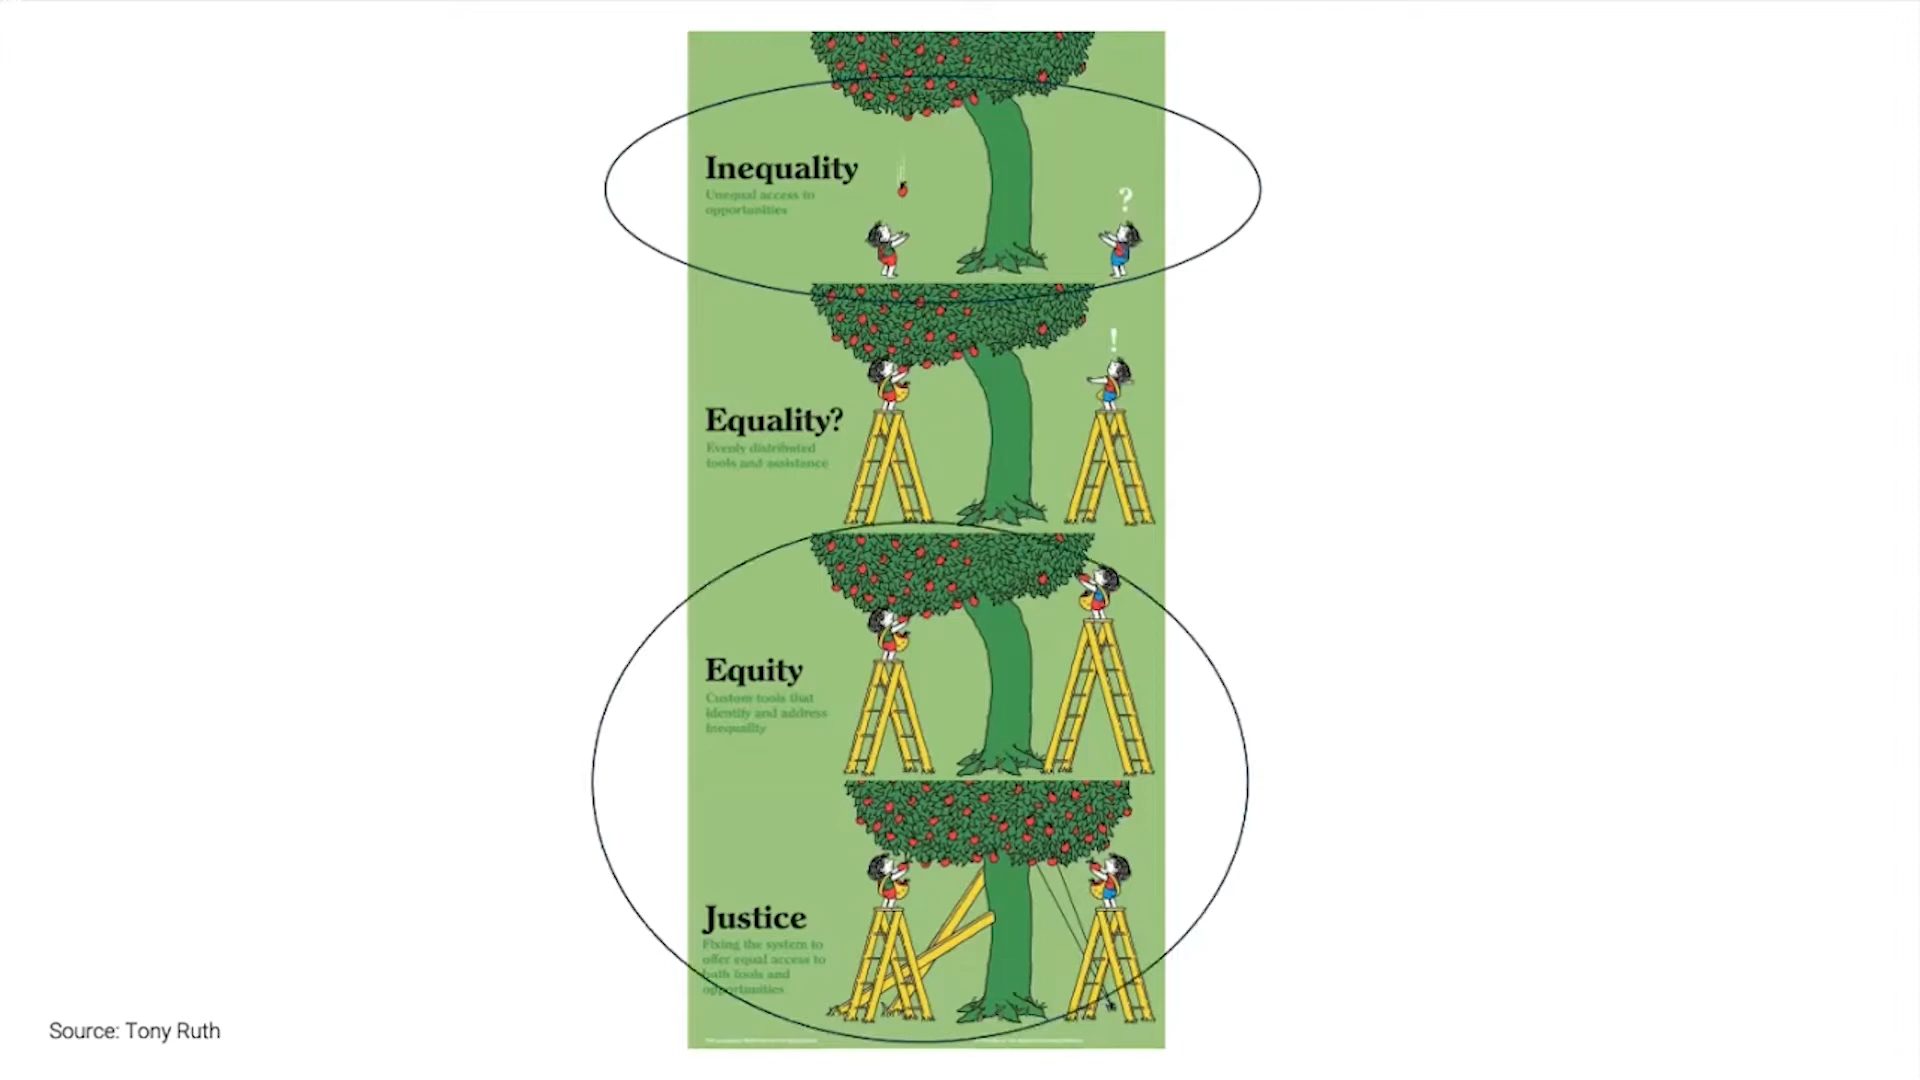 Inequality
Unequal access to
opportunities
?
Equality?
Evenly distributed
tools and assistance
!
Equity
Custom tools that
identify and address
inequality
Justice
Fixing the system to
offer equal access to
both tools and
opportunities
Source: Tony Ruth